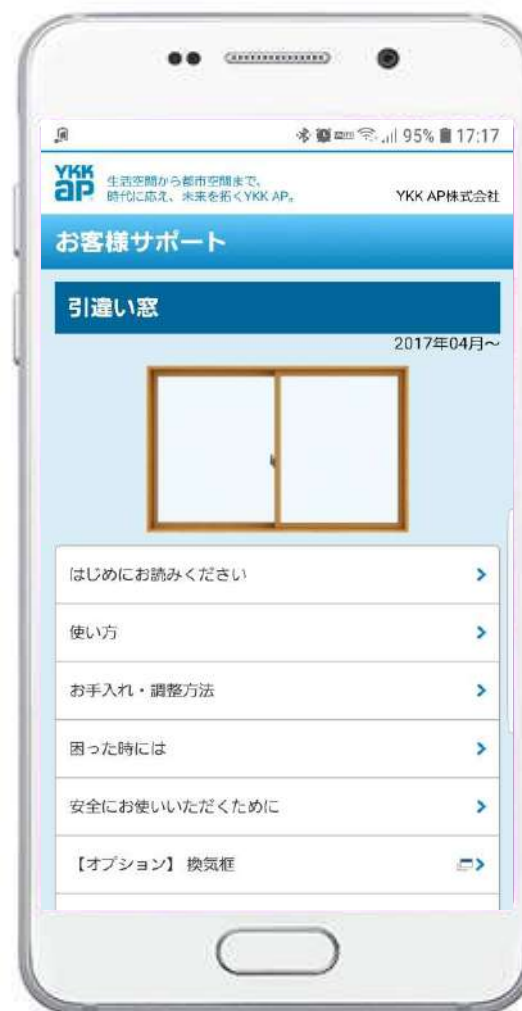 95% 17:17
YKK
ap
生活空間から都市空間まで、
時代に応え、未来を拓くYKK AP。
YKK AP株式会社
お客様サポート
引違い窓
2017年04月～
はじめにお読みください
使い方
お手入れ・調整方法
困った時には
安全にお使いいただくために
【オプション】換気框